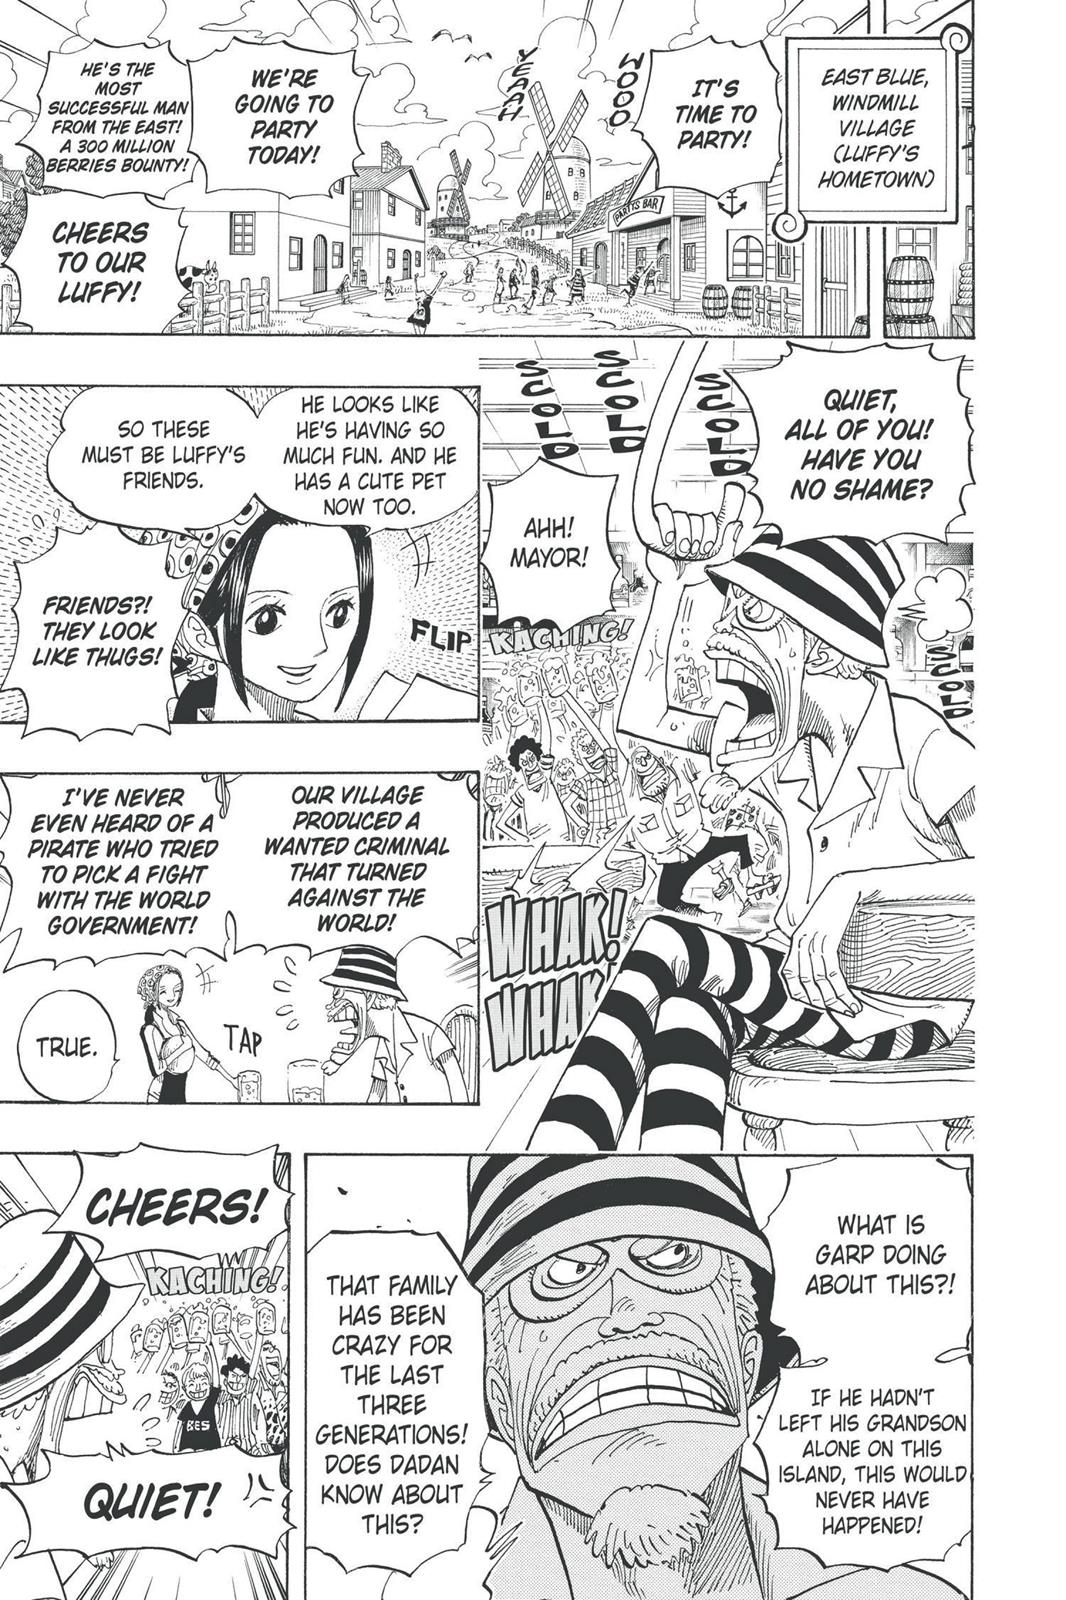 EAST BLUE,
WINDMILL
VILLAGE
(LUFFY'S
HOMETOWN)
IT'S
TIME TO
PARTY!
WOOO
YEAAH
PARTYS BAR
WE'RE
GOING TO
PARTY
TODAY!
HE'S THE
MOST
SUCCESSFUL MAN
FROM THE EAST!
A 300 MILLION
BERRIES BOUNTY!
CHEERS
TO OUR
LUFFY!
QUIET,
ALL OF YOU!
HAVE YOU
NO SHAME?
SCOLD
SCOLD
SCOLD
SCOLD
AHH!
MAYOR!
KACHING!
WHAK!
WHAK!
HE LOOKS LIKE
HE'S HAVING SO
MUCH FUN. AND HE
HAS A CUTE PET
NOW TOO.
SO THESE
MUST BE LUFFY'S
FRIENDS.
FLIP
FRIENDS?!
THEY LOOK
LIKE THUGS!
OUR VILLAGE
PRODUCED A
WANTED CRIMINAL
THAT TURNED
AGAINST THE
WORLD!
I'VE NEVER
EVEN HEARD OF A
PIRATE WHO TRIED
TO PICK A FIGHT
WITH THE WORLD
GOVERNMENT!
TAP
TRUE.
WHAT IS
GARP DOING
ABOUT THIS?!
IF HE HADN'T
LEFT HIS GRANDSON
ALONE ON THIS
ISLAND, THIS WOULD
NEVER HAVE
HAPPENED!
THAT FAMILY
HAS BEEN
CRAZY FOR
THE LAST
THREE
GENERATIONS!
DOES DADAN
KNOW ABOUT
THIS?
CHEERS!
KACHING!
BES
QUIET!